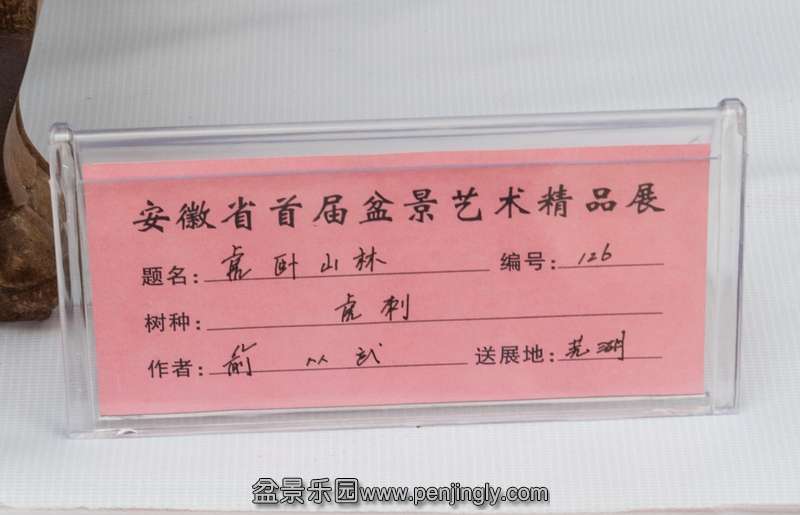 安徽省首届盆景艺术精品展
题名：虎卧山林 编号：126
树种：虎刺
作者：俞从武 送展地：芜湖
盆景乐园www.penjingly.com